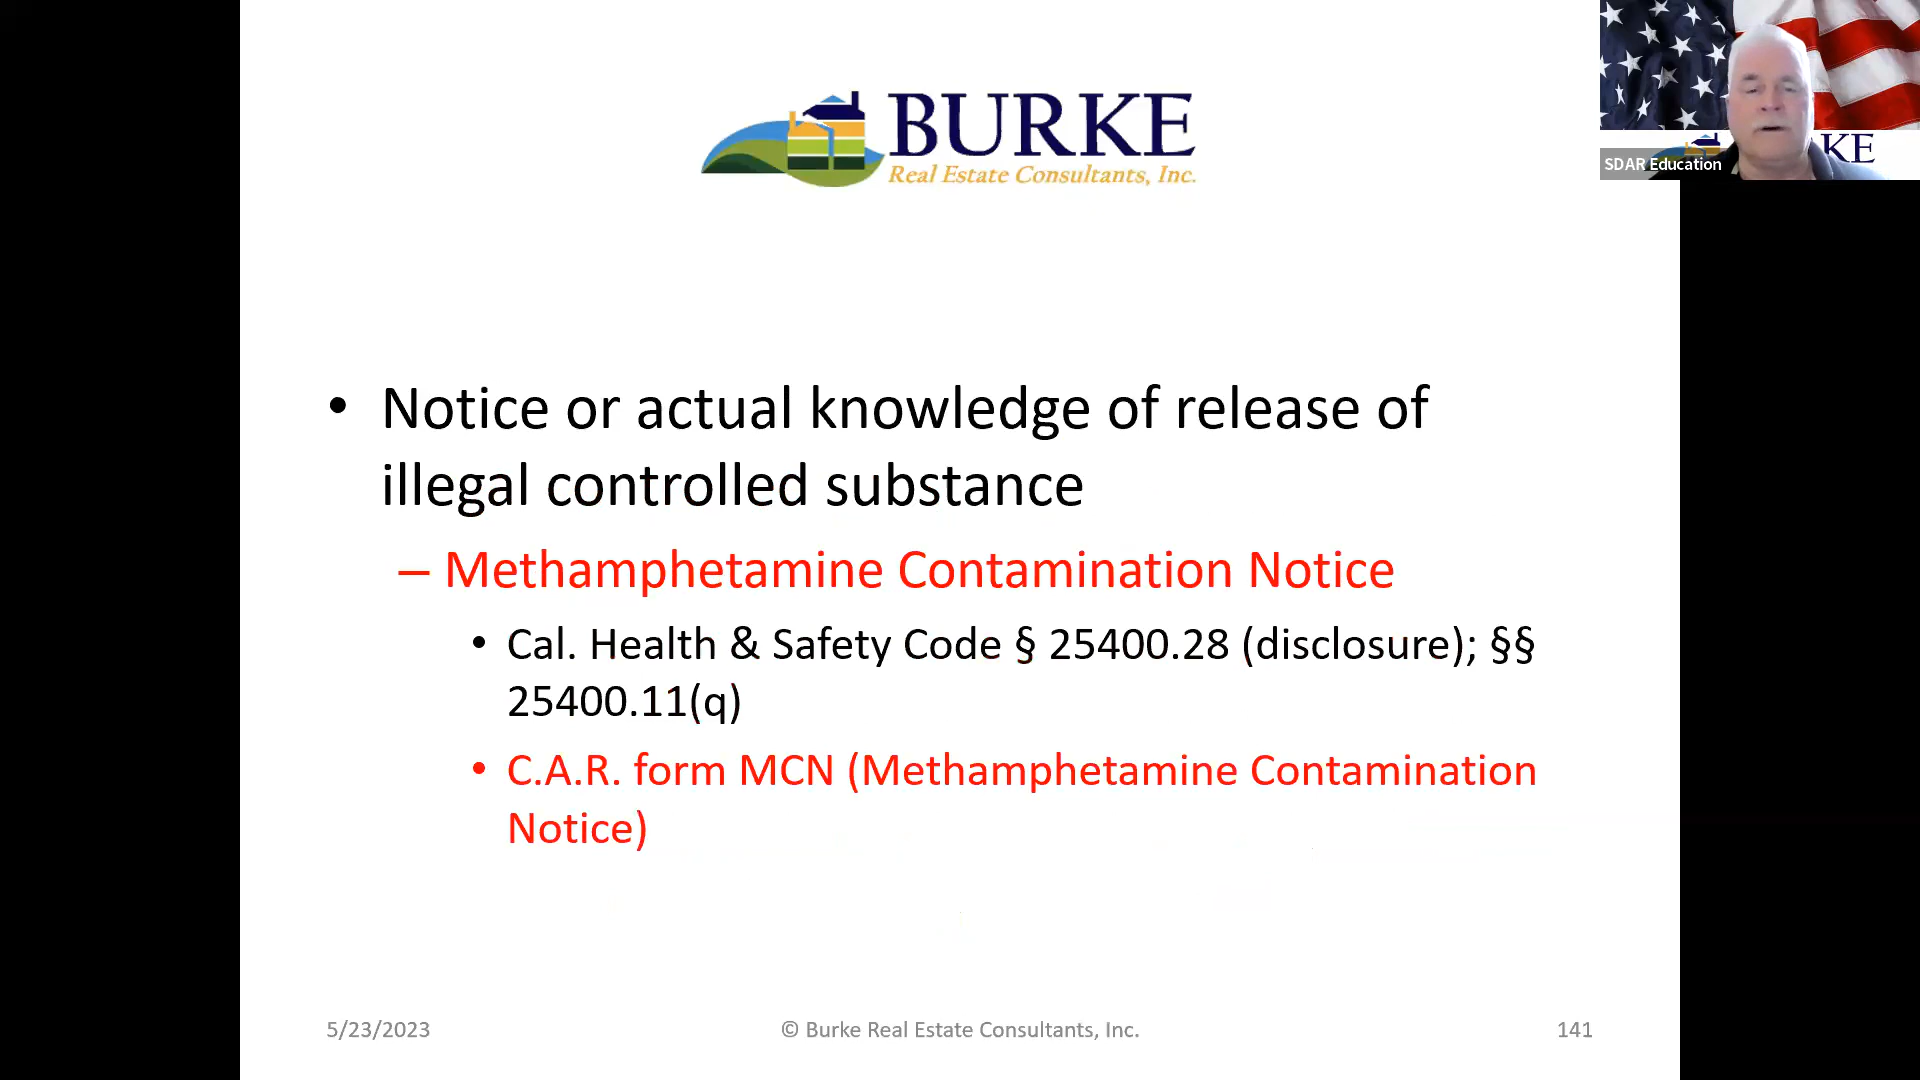 BURKE
Real Estate Consultants, Inc.
KE
SDAR Education
• Notice or actual knowledge of release of
illegal controlled substance
– Methamphetamine Contamination Notice
• Cal. Health & Safety Code § 25400.28 (disclosure); §§
25400.11(q)
• C.A.R. form MCN (Methamphetamine Contamination
Notice)
5/23/2023
© Burke Real Estate Consultants, Inc.
141